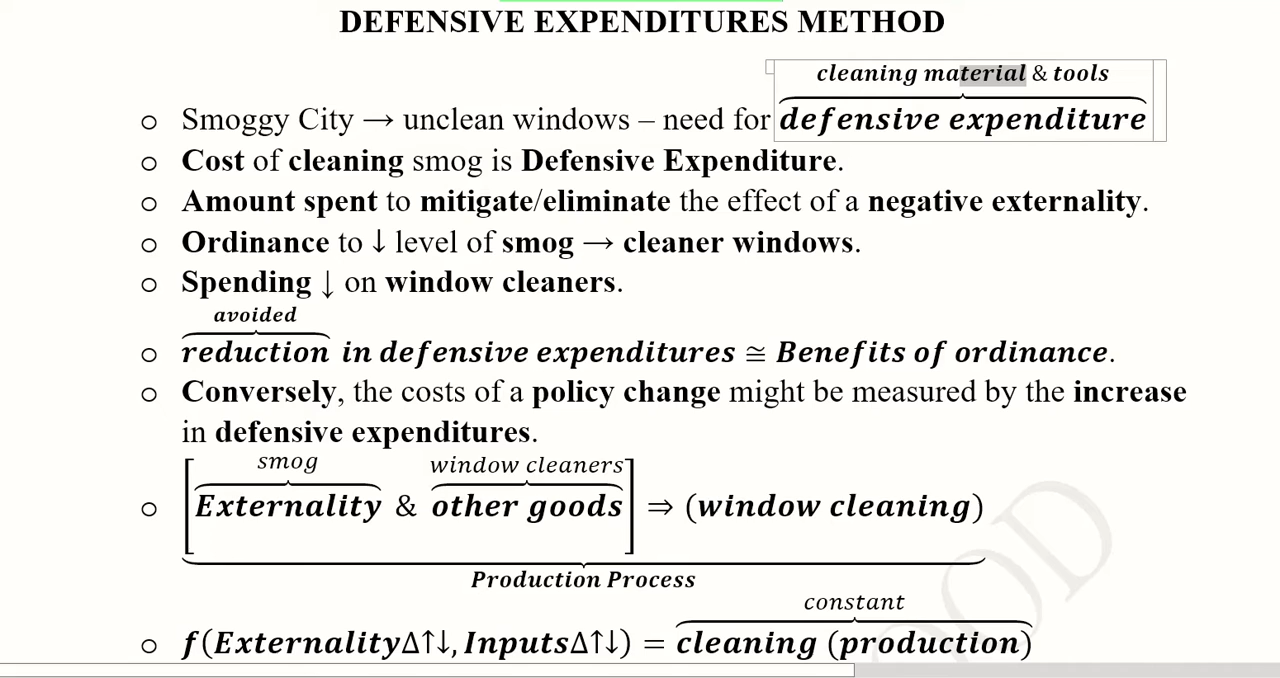 DEFENSIVE EXPENDITURES METHOD
cleaning material & tools
○ Smoggy City → unclean windows – need for defensive expenditure
○ Cost of cleaning smog is Defensive Expenditure.
○ Amount spent to mitigate/eliminate the effect of a negative externality.
○ Ordinance to ↓ level of smog → cleaner windows.
○ Spending ↓ on window cleaners.
avoided
○ reduction in defensive expenditures ≅ Benefits of ordinance.
○ Conversely, the costs of a policy change might be measured by the increase
in defensive expenditures.
smog window cleaners
○ [Externality & other goods] ⇒ (window cleaning)
Production Process
constant
○ f(Externality∆↑↓, Inputs∆↑↓) = cleaning (production)